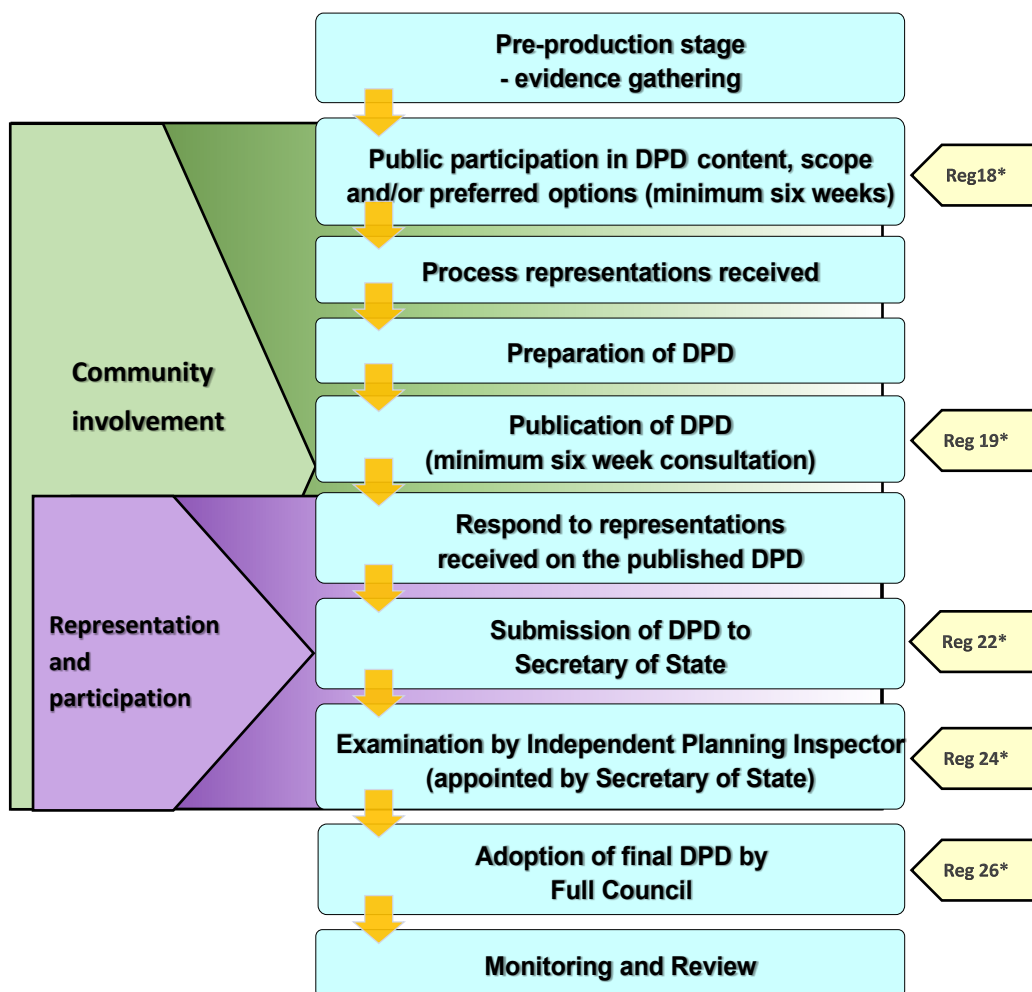 Pre-production stage
- evidence gathering
Public participation in DPD content, scope
and/or preferred options (minimum six weeks)
Reg18*
Process representations received
Preparation of DPD
Community
involvement
Publication of DPD
(minimum six week consultation)
Reg 19*
Respond to representations
received on the published DPD
Representation
and
participation
Submission of DPD to
Secretary of State
Reg 22*
Examination by Independent Planning Inspector
(appointed by Secretary of State)
Reg 24*
Adoption of final DPD by
Full Council
Reg 26*
Monitoring and Review